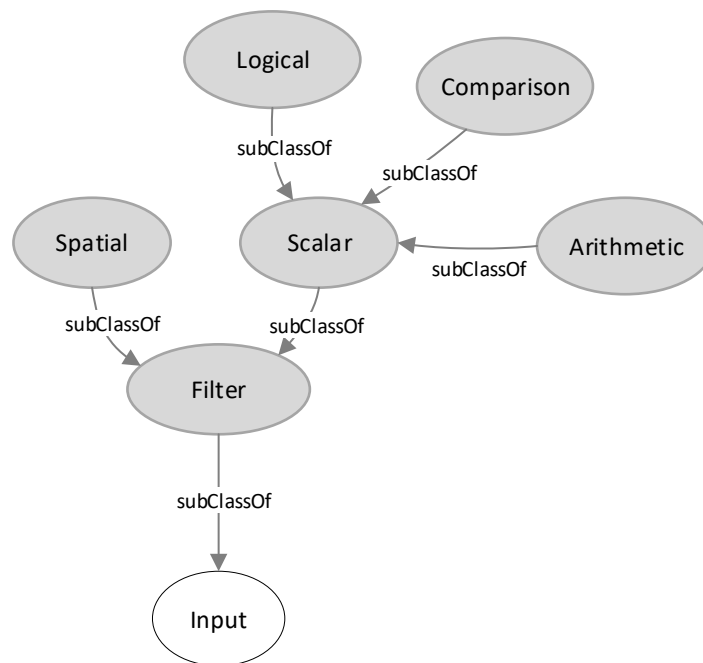 Logical
Comparison
subClassOf
subClassOf
Spatial
Scalar
Arithmetic
subClassOf
subClassOf
subClassOf
Filter
subClassOf
Input